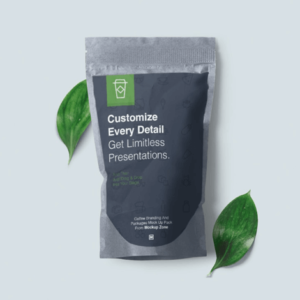 Customize
Every Detail
Get Limitless
Presentations.
Coffee Branding and
Packages Mock Up Pack
From Mockup Zone